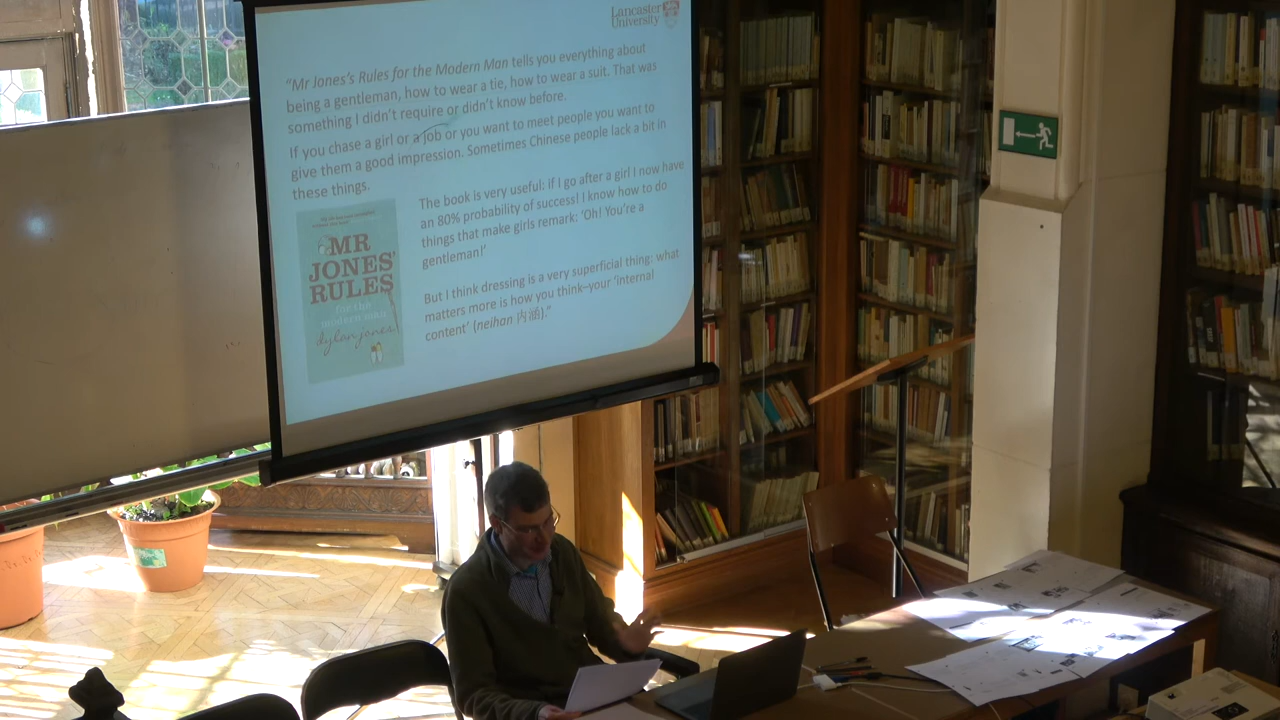 Lancaster
University
“Mr Jones’s Rules for the Modern Man tells you everything about
being a gentleman, how to wear a tie, how to wear a suit. That was
something I didn’t require or didn’t know before.
If you chase a girl or a job or you want to meet people you want to
give them a good impression. Sometimes Chinese people lack a bit in
these things.
The book is very useful: if I go after a girl I now have
an 80% probability of success! I know how to do
things that make girls remark: ‘Oh! You’re a
gentleman!’
But I think dressing is a very superficial thing: what
matters more is how you think–your ‘internal
content’ (neihan 内涵).”
MR
JONES'
RULES
for the
modern man
dylan jones